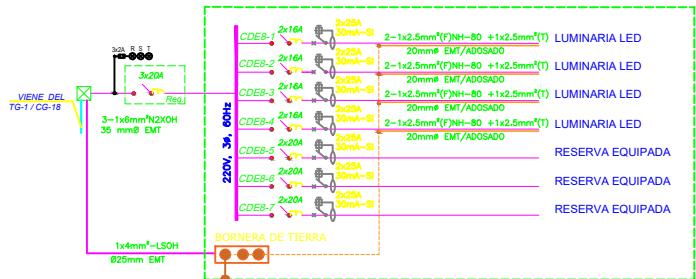 3x2A R S T
3x20A
Req.
VIENE DEL
TG-1 / CG-18
3-1x6mm²N2XOH
35 mmØ EMT
220V, 3ø, 60Hz
CDE8-1 2x16A 2x25A 30mA-SI 2-1x2.5mm²(F)NH-80 +1x2.5mm²(T) LUMINARIA LED
20mmø EMT/ADOSADO
CDE8-2 2x16A 2x25A 30mA-SI 2-1x2.5mm²(F)NH-80 +1x2.5mm²(T) LUMINARIA LED
20mmø EMT/ADOSADO
CDE8-3 2x16A 2x25A 30mA-SI 2-1x2.5mm²(F)NH-80 +1x2.5mm²(T) LUMINARIA LED
20mmø EMT/ADOSADO
CDE8-4 2x16A 2x25A 30mA-SI 2-1x2.5mm²(F)NH-80 +1x2.5mm²(T) LUMINARIA LED
20mmø EMT/ADOSADO
CDE8-5 2x20A 2x25A 30mA-SI RESERVA EQUIPADA
CDE8-6 2x20A 2x25A 30mA-SI RESERVA EQUIPADA
CDE8-7 2x20A 2x25A 30mA-SI RESERVA EQUIPADA
BORNERA DE TIERRA
1x4mm²-LSOH
Ø25mm EMT